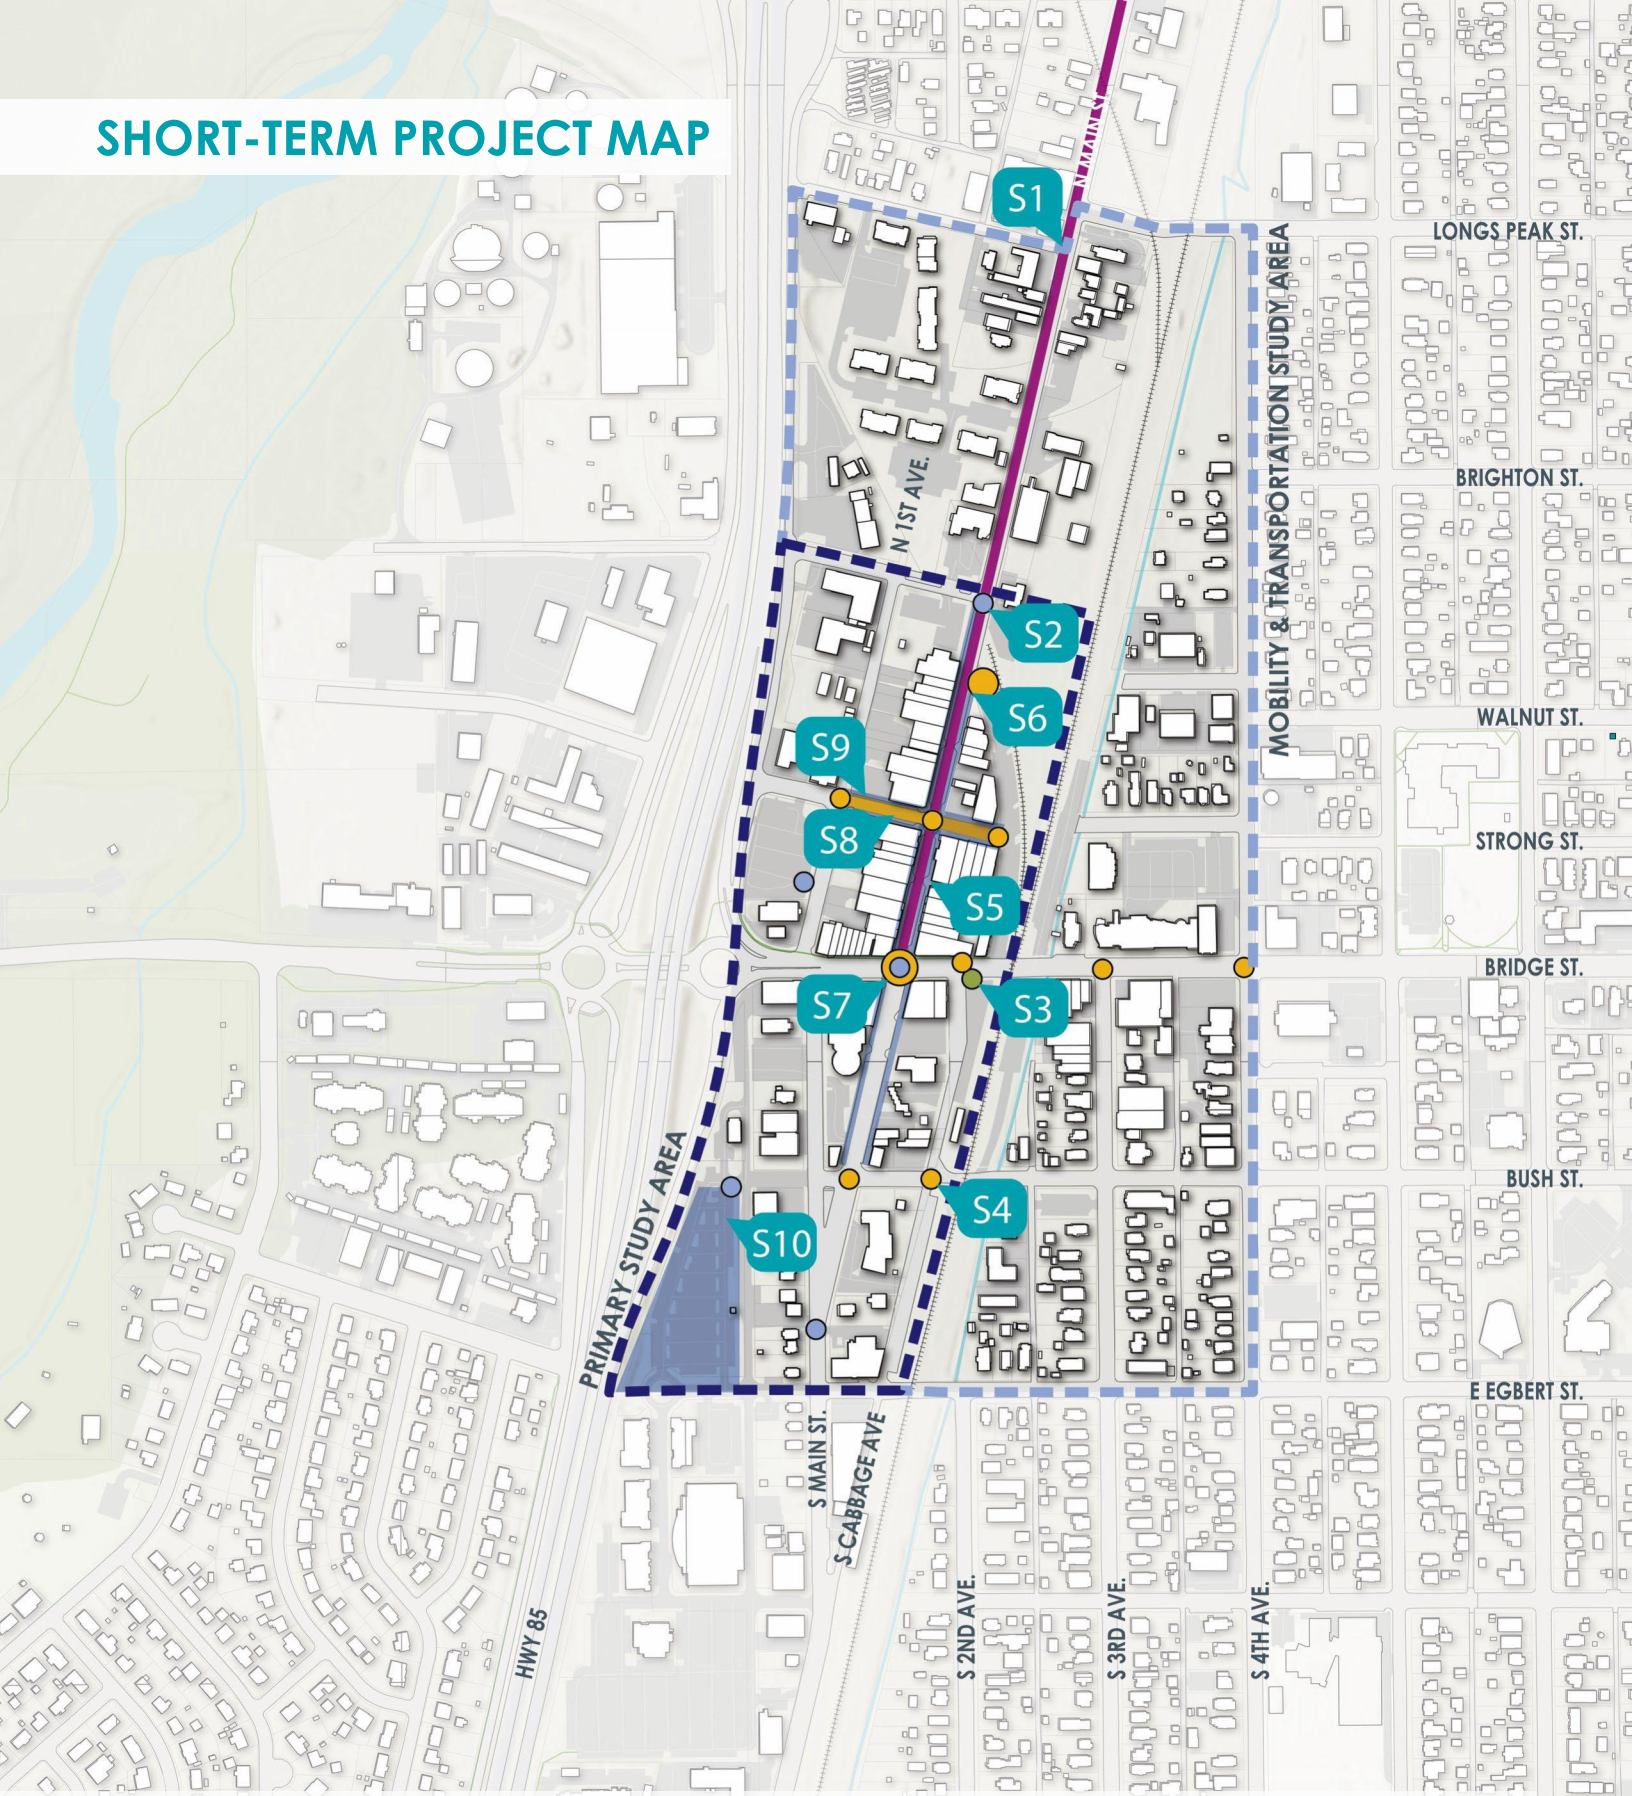 SHORT-TERM PROJECT MAP
N MAIN ST.
S1
LONGS PEAK ST.
MOBILITY & TRANSPORTATION STUDY AREA
BRIGHTON ST.
N 1ST AVE.
S2
S6
WALNUT ST.
S9
S8
STRONG ST.
S5
BRIDGE ST.
S7
S3
PRIMARY STUDY AREA
BUSH ST.
S4
S10
E EGBERT ST.
S MAIN ST.
S CABBAGE AVE
HWY 85
S 2ND AVE.
S 3RD AVE.
S 4TH AVE.